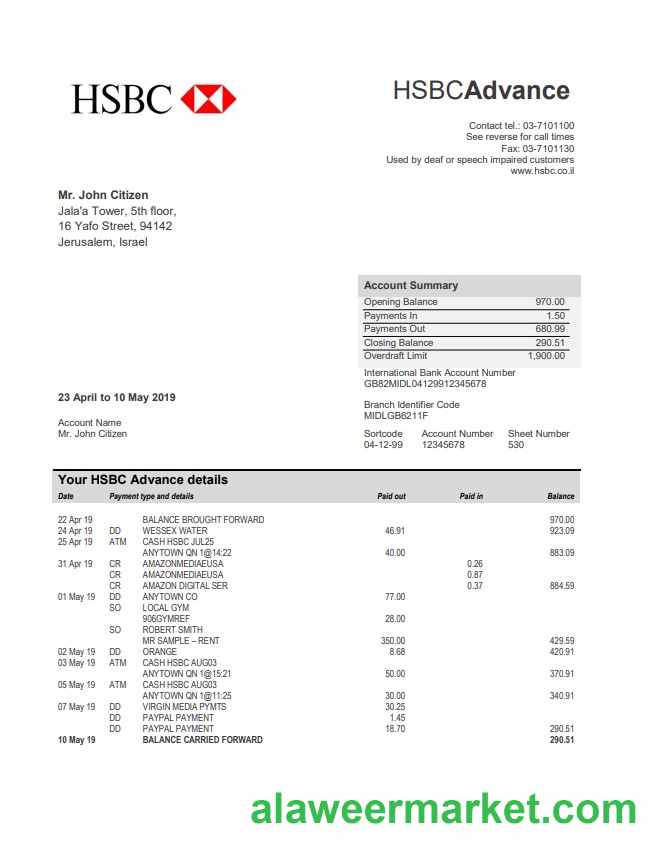 HSBC
HSBCAdvance
Contact tel.: 03-7101100
See reverse for call times
Fax: 03-7101130
Used by deaf or speech impaired customers
www.hsbc.co.il
Mr. John Citizen
Jala'a Tower, 5th floor,
16 Yafo Street, 94142
Jerusalem, Israel
Account Summary
Opening Balance 970.00
Payments In 1.50
Payments Out 680.99
Closing Balance 290.51
Overdraft Limit 1,900.00
International Bank Account Number
GB82MIDL04129912345678
23 April to 10 May 2019
Branch Identifier Code
MIDLGB6211F
Account Name
Mr. John Citizen
Sortcode Account Number Sheet Number
04-12-99 12345678 530
Your HSBC Advance details
Date Payment type and details Paid out Paid in Balance
22 Apr 19 BALANCE BROUGHT FORWARD 970.00
24 Apr 19 DD WESSEX WATER 46.91 923.09
25 Apr 19 ATM CASH HSBC JUL25
ANYTOWN QN 1@14:22 40.00 883.09
31 Apr 19 CR AMAZONMEDIAEUSA 0.26
CR AMAZONMEDIAEUSA 0.87
CR AMAZON DIGITAL SER 0.37 884.59
01 May 19 DD ANYTOWN CO 77.00
SO LOCAL GYM
906GYMREF 28.00
SO ROBERT SMITH
MR SAMPLE – RENT 350.00 429.59
02 May 19 DD ORANGE 8.68 420.91
03 May 19 ATM CASH HSBC AUG03
ANYTOWN QN 1@15:21 50.00 370.91
05 May 19 ATM CASH HSBC AUG03
ANYTOWN QN 1@11:25 30.00 340.91
07 May 19 DD VIRGIN MEDIA PYMTS 30.25
DD PAYPAL PAYMENT 1.45
DD PAYPAL PAYMENT 18.70 290.51
10 May 19 BALANCE CARRIED FORWARD 290.51
alaweermarket.com